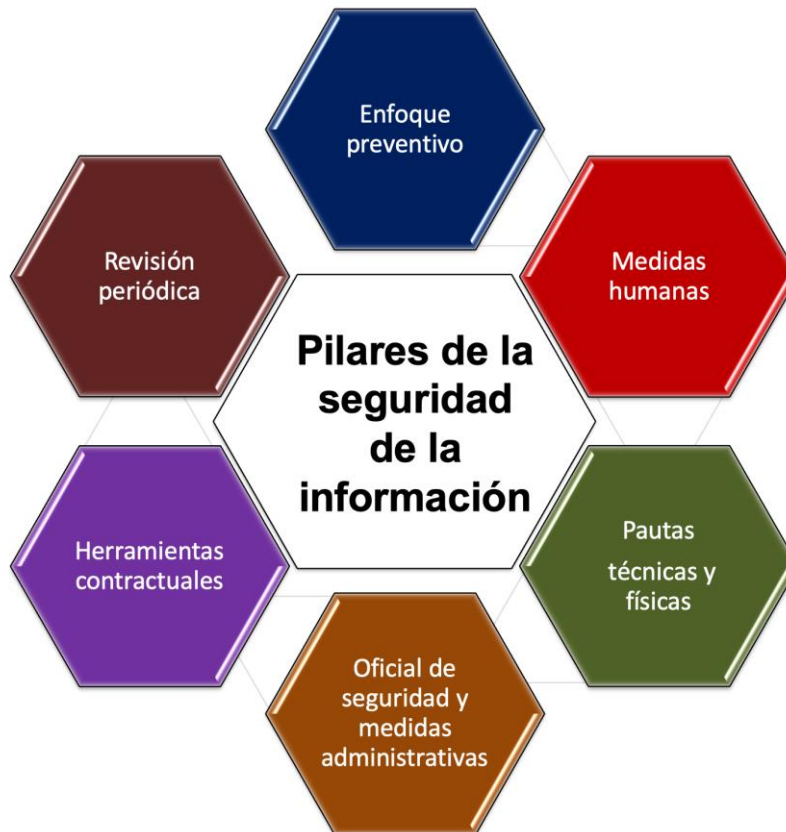 Enfoque
preventivo
Medidas
humanas
Pautas
técnicas y
físicas
Oficial de
seguridad y
medidas
administrativas
Herramientas
contractuales
Revisión
periódica
Pilares de la
seguridad
de la
información